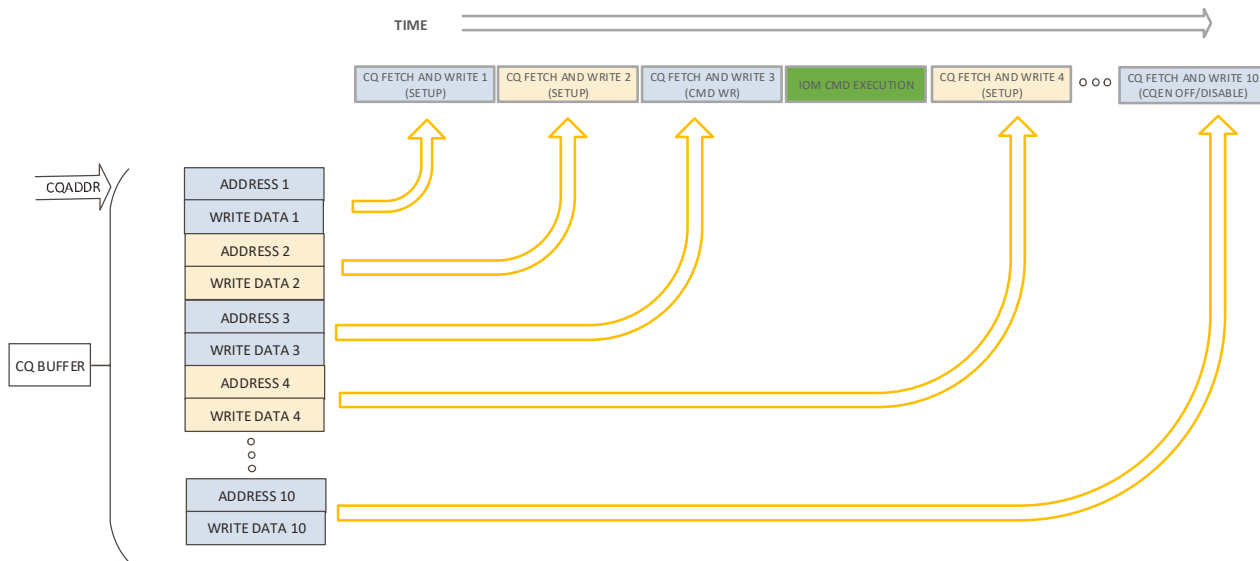 TIME
CQ FETCH AND WRITE 1
(SETUP)
CQ FETCH AND WRITE 2
(SETUP)
CQ FETCH AND WRITE 3
(CMD WR)
IOM CMD EXECUTION
CQ FETCH AND WRITE 4
(SETUP)
CQ FETCH AND WRITE 10
(CQEN OFF/DISABLE)
CQADDR
ADDRESS 1
WRITE DATA 1
ADDRESS 2
WRITE DATA 2
ADDRESS 3
WRITE DATA 3
CQ BUFFER
ADDRESS 4
WRITE DATA 4
ADDRESS 10
WRITE DATA 10